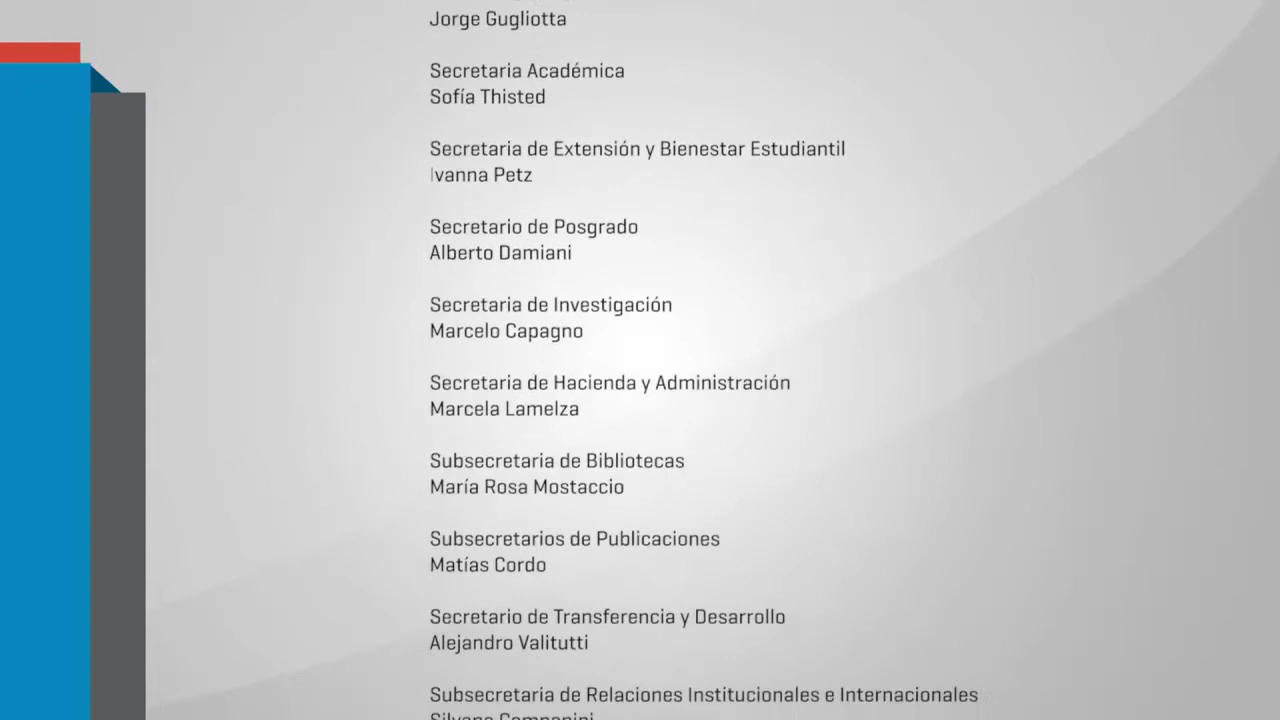 Jorge Gugliotta
Secretaria Académica
Sofía Thisted
Secretaria de Extensión y Bienestar Estudiantil
Ivanna Petz
Secretario de Posgrado
Alberto Damiani
Secretaria de Investigación
Marcelo Capagno
Secretaria de Hacienda y Administración
Marcela Lamelza
Subsecretaria de Bibliotecas
María Rosa Mostaccio
Subsecretarios de Publicaciones
Matías Cordo
Secretario de Transferencia y Desarrollo
Alejandro Valitutti
Subsecretaria de Relaciones Institucionales e Internacionales